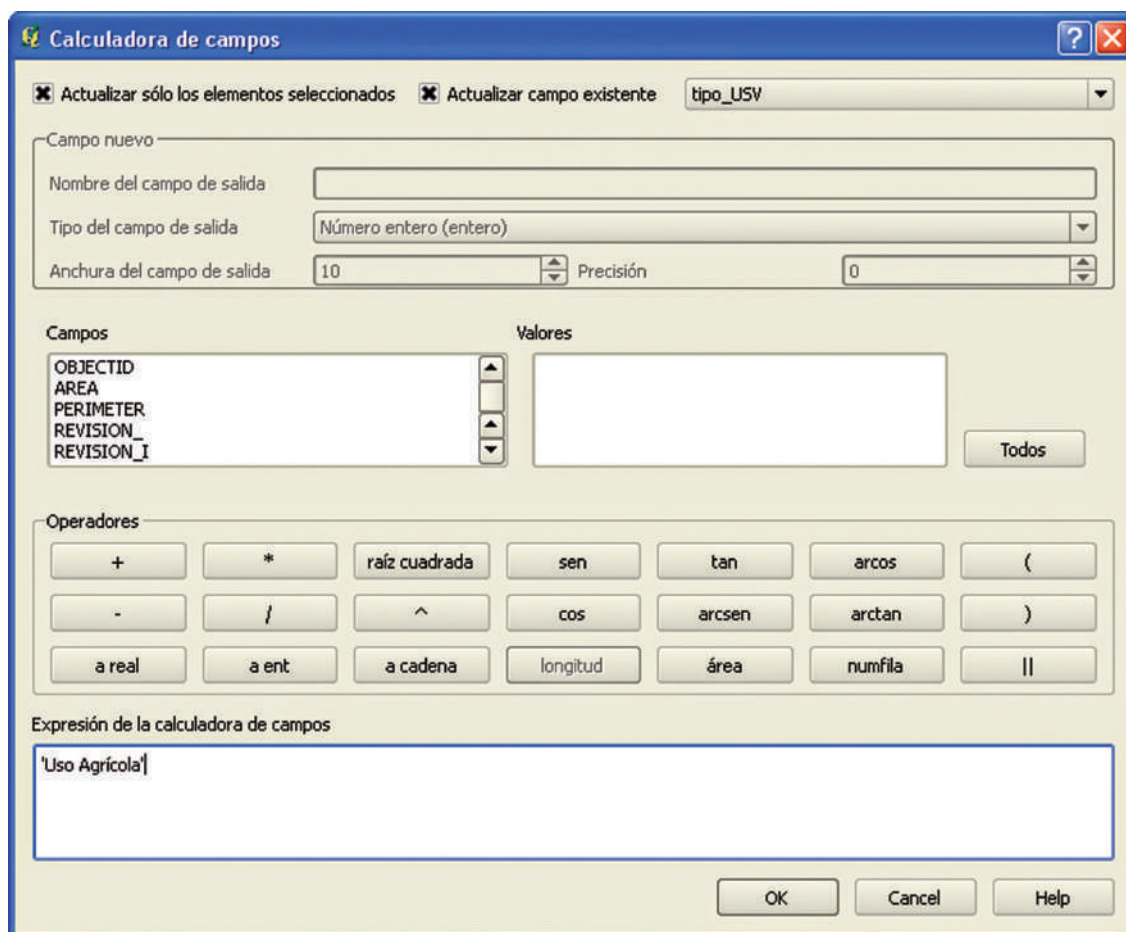 Calculadora de campos
Actualizar sólo los elementos seleccionados Actualizar campo existente tipo_USV
Campo nuevo
Nombre del campo de salida
Tipo del campo de salida Número entero (entero)
Anchura del campo de salida 10 Precisión 0
Campos Valores
OBJECTID
AREA
PERIMETER
REVISION_
REVISION_I
Todos
Operadores
+ * raíz cuadrada sen tan arcos (
- / ^ cos arcsen arctan )
a real a ent a cadena longitud área numfila ||
Expresión de la calculadora de campos
'Uso Agrícola'
OK Cancel Help